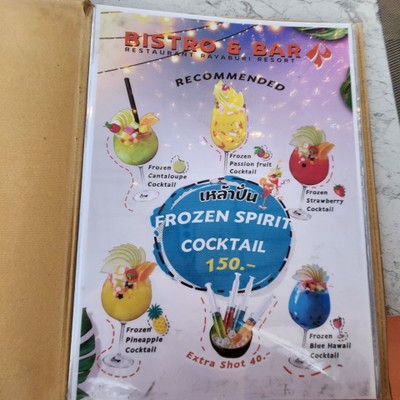 BISTRO & BAR
RESTAURANT RAYABURI RESORT
RECOMMENDED
Frozen
Cantaloupe
Cocktail
Frozen
Passion fruit
Cocktail
Frozen
Strawberry
Cocktail
เหล้าปั่น
FROZEN SPIRIT
COCKTAIL
150.-
Frozen
Pineapple
Cocktail
Extra Shot 40.-
Frozen
Blue Hawaii
Cocktail